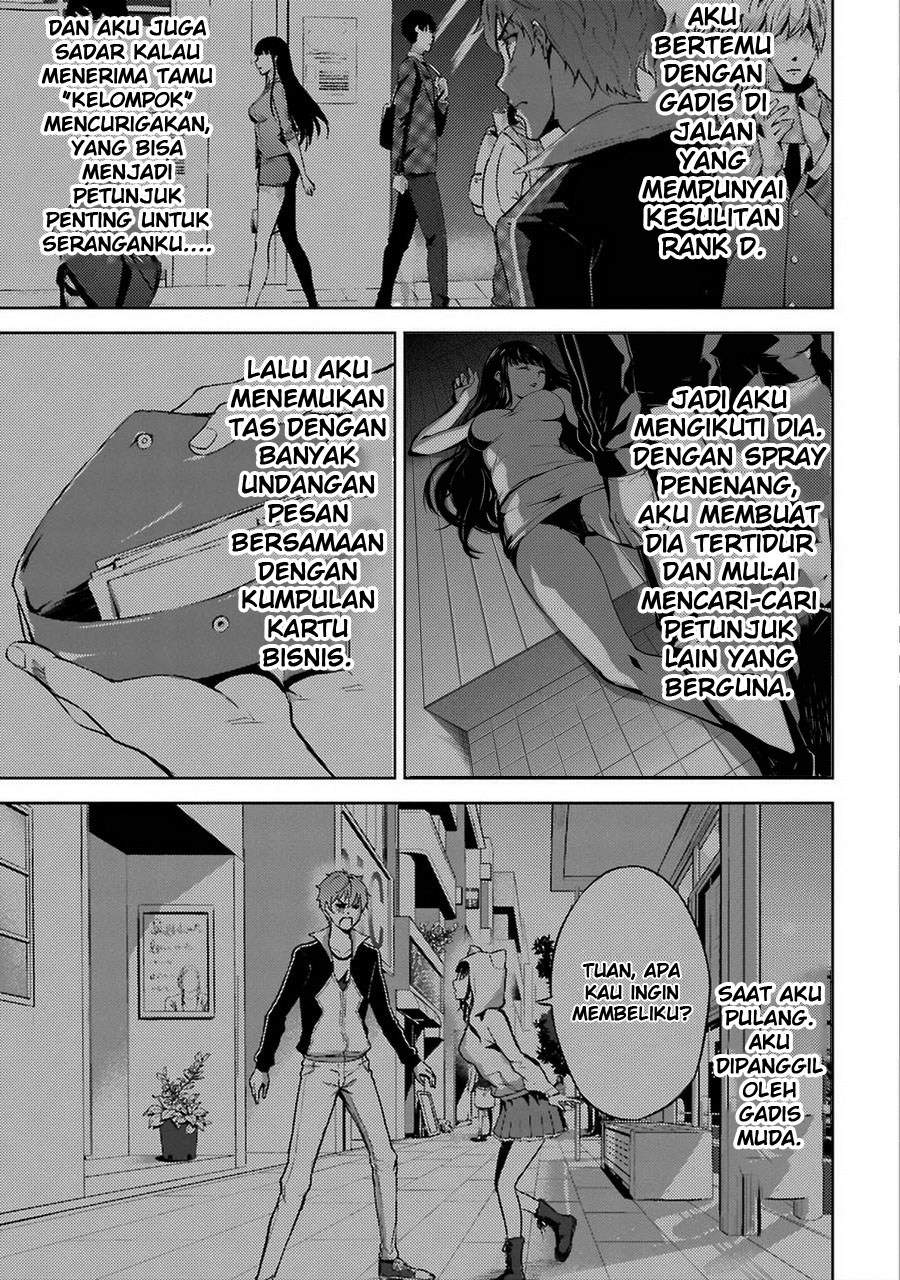 AKU
BERTEMU
DENGAN
GADIS DI
JALAN
YANG
MEMPUNYAI
KESULITAN
RANK D.
DAN AKU JUGA
SADAR KALAU
MENERIMA TAMU
"KELOMPOK"
MENCURIGAKAN,
YANG BISA
MENJADI
PETUNJUK
PENTING UNTUK
SERANGANKU....
JADI AKU
MENGIKUTI DIA.
DENGAN SPRAY
PENENANG,
AKU MEMBUAT
DIA TERTIDUR
DAN MULAI
MENCARI-CARI
PETUNJUK
LAIN YANG
BERGUNA.
LALU AKU
MENEMUKAN
TAS DENGAN
BANYAK
UNDANGAN
PESAN
BERSAMAAN
DENGAN
KUMPULAN
KARTU
BISNIS.
SAAT AKU
PULANG.
AKU
DIPANGGIL
OLEH
GADIS
MUDA.
TUAN, APA
KAU INGIN
MEMBELIKU?